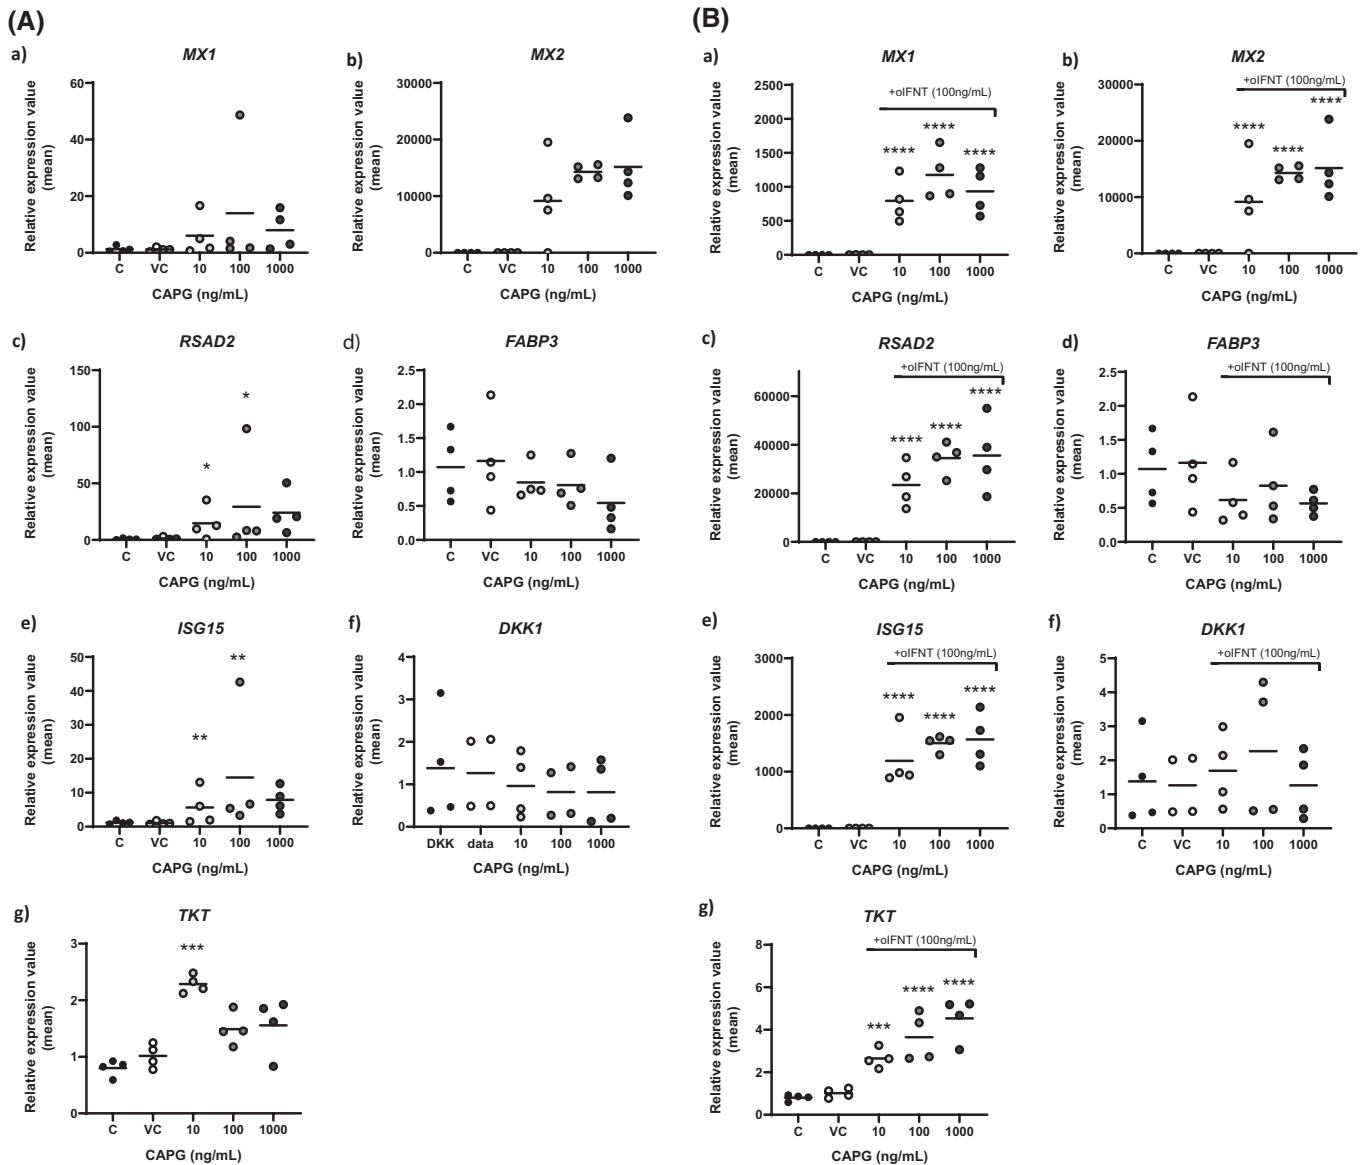 (A)
a)
MX1
Relative expression value
(mean)
60
40
20
0
C VC 10 100 1000
CAPG (ng/mL)
b)
MX2
Relative expression value
(mean)
30000
20000
10000
0
C VC 10 100 1000
CAPG (ng/mL)
c)
RSAD2
Relative expression value
(mean)
150
100
50
0
*
*
C VC 10 100 1000
CAPG (ng/mL)
d)
FABP3
Relative expression value
(mean)
2.5
2.0
1.5
1.0
0.5
0.0
C VC 10 100 1000
CAPG (ng/mL)
e)
ISG15
Relative expression value
(mean)
50
40
30
20
10
0
**
**
C VC 10 100 1000
CAPG (ng/mL)
f)
DKK1
Relative expression value
(mean)
4
3
2
1
0
DKK data 10 100 1000
CAPG (ng/mL)
g)
TKT
Relative expression value
(mean)
3
2
1
0
***
C VC 10 100 1000
CAPG (ng/mL)
(B)
a)
MX1
+oIFNT (100ng/mL)
Relative expression value
(mean)
2500
2000
1500
1000
500
0
****
****
****
C VC 10 100 1000
CAPG (ng/mL)
b)
MX2
+oIFNT (100ng/mL)
Relative expression value
(mean)
30000
20000
10000
0
****
****
****
C VC 10 100 1000
CAPG (ng/mL)
c)
RSAD2
+oIFNT (100ng/mL)
Relative expression value
(mean)
60000
40000
20000
0
****
****
****
C VC 10 100 1000
CAPG (ng/mL)
d)
FABP3
+oIFNT (100ng/mL)
Relative expression value
(mean)
2.5
2.0
1.5
1.0
0.5
0.0
C VC 10 100 1000
CAPG (ng/mL)
e)
ISG15
+oIFNT (100ng/mL)
Relative expression value
(mean)
3000
2000
1000
0
****
****
****
C VC 10 100 1000
CAPG (ng/mL)
f)
DKK1
+oIFNT (100ng/mL)
Relative expression value
(mean)
5
4
3
2
1
0
C VC 10 100 1000
CAPG (ng/mL)
g)
TKT
+oIFNT (100ng/mL)
Relative expression value
(mean)
8
6
4
2
0
***
****
****
C VC 10 100 1000
CAPG (ng/mL)